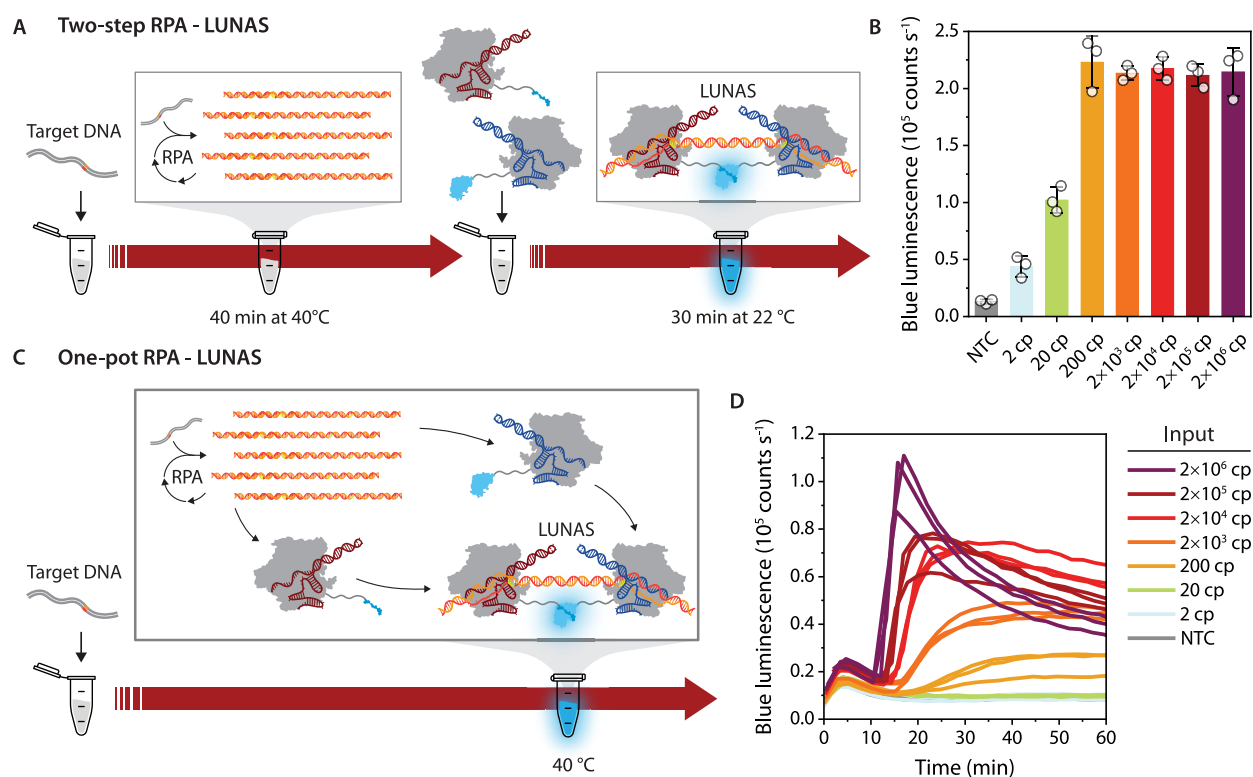 A Two-step RPA - LUNAS
Target DNA
RPA
LUNAS
40 min at 40°C
30 min at 22 °C
B
Blue luminescence (10⁵ counts s⁻¹)
2.5
2.0
1.5
1.0
0.5
0.0
NTC
2 cp
20 cp
200 cp
2×10³ cp
2×10⁴ cp
2×10⁵ cp
2×10⁶ cp
C One-pot RPA - LUNAS
Target DNA
RPA
LUNAS
40 °C
D
Blue luminescence (10⁵ counts s⁻¹)
1.2
1.0
0.8
0.6
0.4
0.2
0.0
0 10 20 30 40 50 60
Time (min)
Input
2×10⁶ cp
2×10⁵ cp
2×10⁴ cp
2×10³ cp
200 cp
20 cp
2 cp
NTC